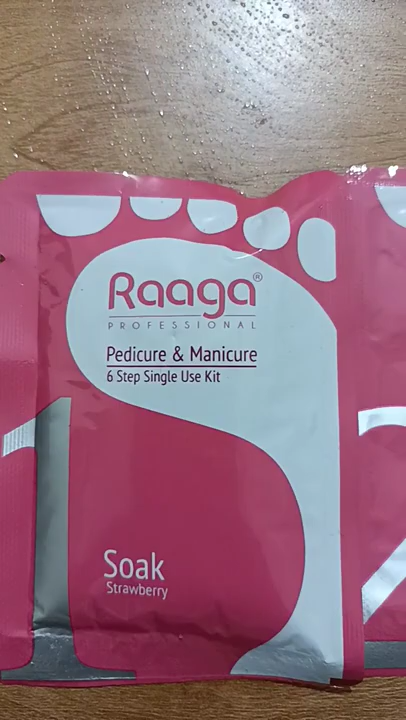 Raaga®
PROFESSIONAL
Pedicure & Manicure
6 Step Single Use Kit
1
2
Soak
Strawberry